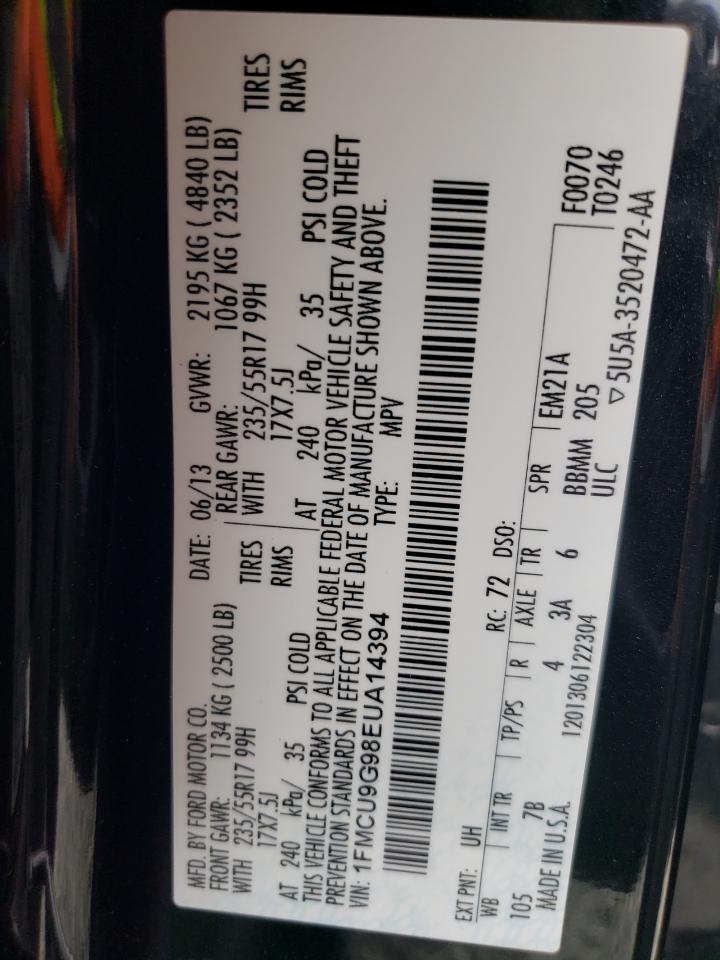 MFD. BY FORD MOTOR CO.
DATE: 06/13 GVWR: 2195 KG ( 4840 LB)
FRONT GAWR: 1134 KG ( 2500 LB) REAR GAWR: 1067 KG ( 2352 LB)
WITH 235/55R17 99H TIRES WITH 235/55R17 99H TIRES
17X7.5J RIMS 17X7.5J RIMS
AT 240 kPa/ 35 PSI COLD AT 240 kPa/ 35 PSI COLD
THIS VEHICLE CONFORMS TO ALL APPLICABLE FEDERAL MOTOR VEHICLE SAFETY AND THEFT
PREVENTION STANDARDS IN EFFECT ON THE DATE OF MANUFACTURE SHOWN ABOVE.
VIN: 1FMCU9G98EUA14394 TYPE: MPV
EXT PNT: UH RC: 72 DSO: F0070
WB INT TR TP/PS R AXLE TR SPR EM21A T0246
105 7B 4 3A 6 BBMM 205
MADE IN U.S.A. 1201306122304 ULC ▽5U5A-3520472-AA